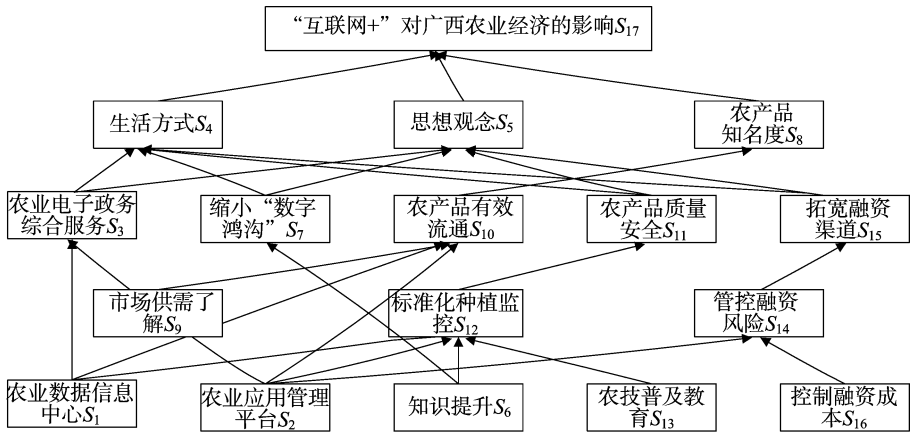 “互联网+”对广西农业经济的影响S17
生活方式S4
思想观念S5
农产品
知名度S8
农业电子政务
综合服务S3
缩小“数字
鸿沟”S7
农产品有效
流通S10
农产品质量
安全S11
拓宽融资
渠道S15
市场供需了
解S9
标准化种植监
控S12
管控融资
风险S14
农业数据信息
中心S1
农业应用管理
平台S2
知识提升S6
农技普及教
育S13
控制融资成
本S16